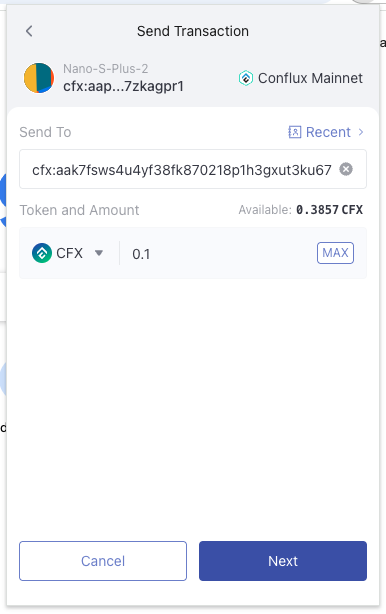 Send Transaction
Nano-S-Plus-2
cfx:aap...7zkagpr1
Conflux Mainnet
Send To
Recent
cfx:aak7fsws4u4yf38fk870218p1h3gxut3ku67
Token and Amount
Available: 0.3857 CFX
CFX
0.1
MAX
Cancel
Next